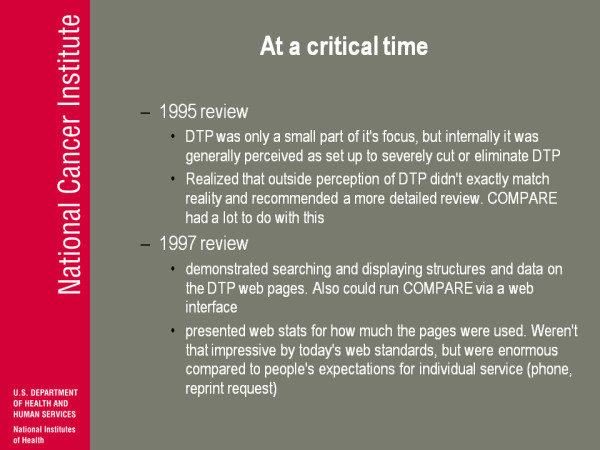 At a critical time
– 1995 review
• DTP was only a small part of it's focus, but internally it was
generally perceived as set up to severely cut or eliminate DTP
• Realized that outside perception of DTP didn't exactly match
reality and recommended a more detailed review. COMPARE
had a lot to do with this
– 1997 review
• demonstrated searching and displaying structures and data on
the DTP web pages. Also could run COMPARE via a web
interface
• presented web stats for how much the pages were used. Weren't
that impressive by today's web standards, but were enormous
compared to people's expectations for individual service (phone,
reprint request)
National Cancer Institute
U.S. DEPARTMENT
OF HEALTH AND
HUMAN SERVICES
National Institutes
of Health